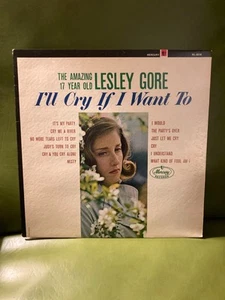 THE AMAZING
17 YEAR OLD
LESLEY GORE
I'll Cry If I Want To
IT'S MY PARTY
CRY ME A RIVER
NO MORE TEARS LEFT TO CRY
JUDY'S TURN TO CRY
CRY & YOU CRY ALONE
MISTY
I WOULD
THE PARTY'S OVER
JUST LET ME CRY
CRY
I UNDERSTAND
WHAT KIND OF FOOL AM I
Mercury
RECORDS